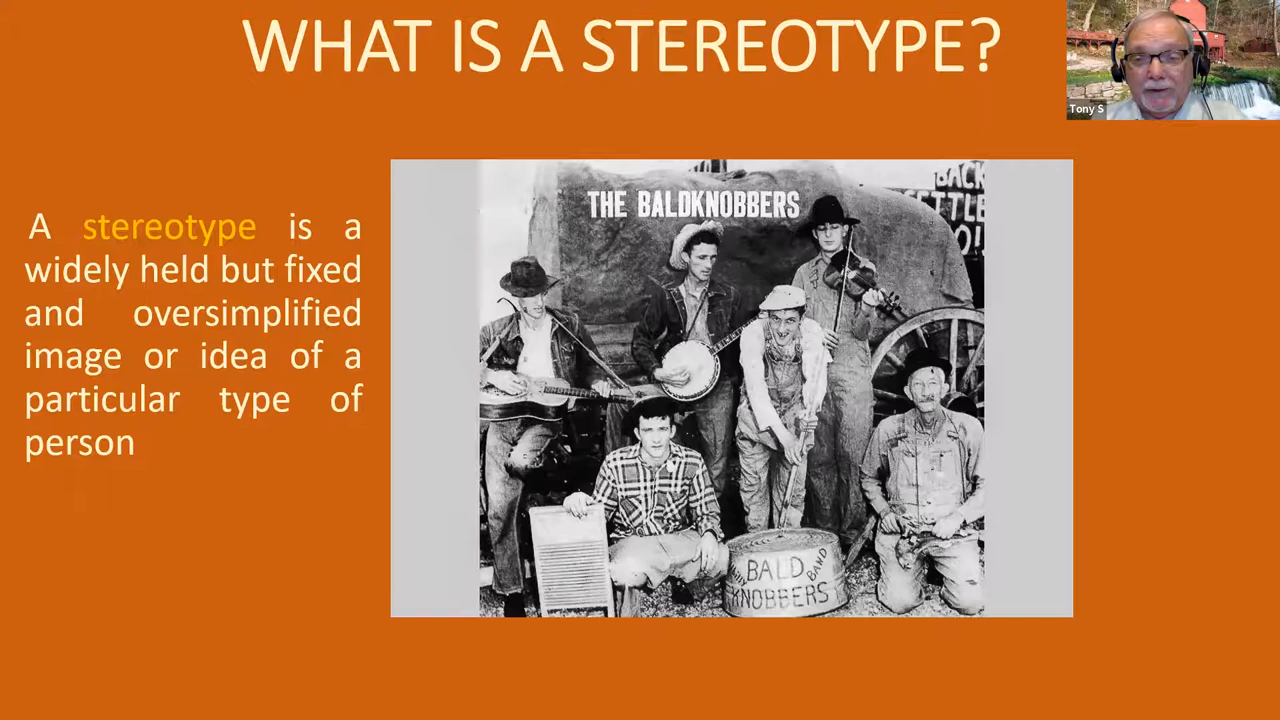 WHAT IS A STEREOTYPE?
Tony S
A stereotype is a
widely held but fixed
and oversimplified
image or idea of a
particular type of
person
THE BALDKNOBBERS
BACK
BALD
KNOBBERS
BAND